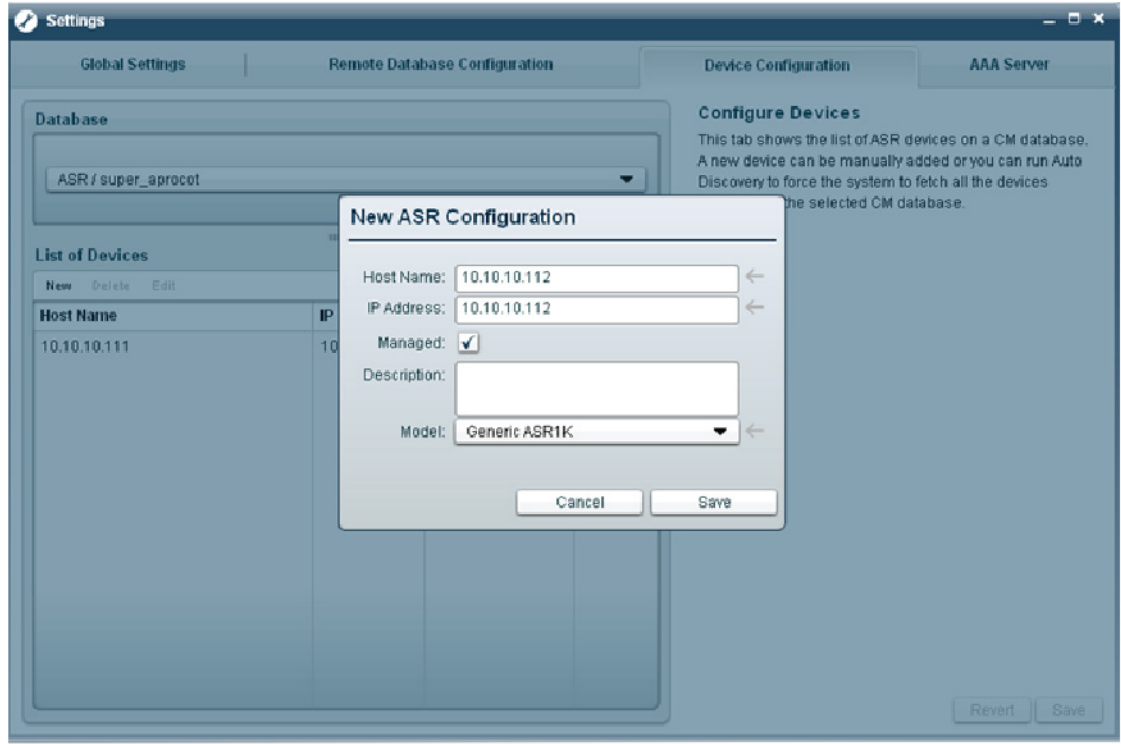 Settings
Global Settings
Remote Database Configuration
Device Configuration
AAA Server
Database
ASR / super_aprocot
List of Devices
New Delete Edit
Host Name IP
10.10.10.111 10
Configure Devices
This tab shows the list of ASR devices on a CM database.
A new device can be manually added or you can run Auto
Discovery to force the system to fetch all the devices
the selected CM database.
New ASR Configuration
Host Name: 10.10.10.112
IP Address: 10.10.10.112
Managed:
Description:
Model: Generic ASR1K
Cancel Save
Revert Save